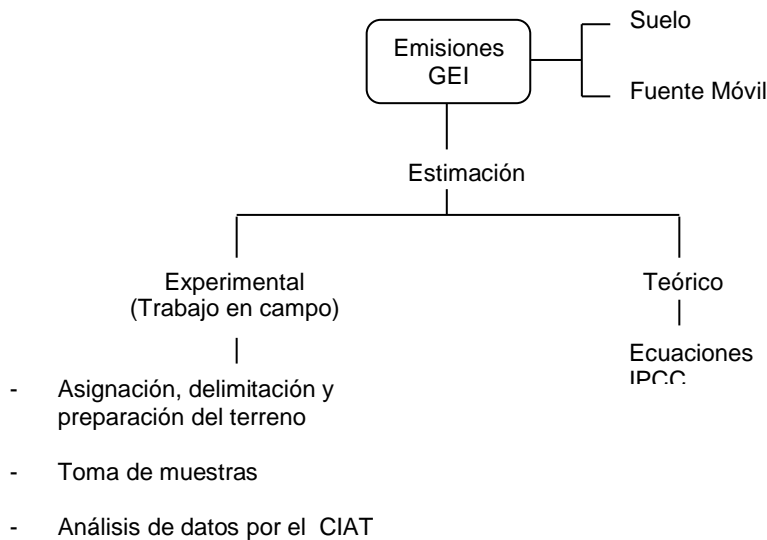 Emisiones
GEI
Suelo
Fuente Móvil
Estimación
Experimental
(Trabajo en campo)
Teórico
Ecuaciones
IPCC
- Asignación, delimitación y
preparación del terreno
- Toma de muestras
- Análisis de datos por el CIAT